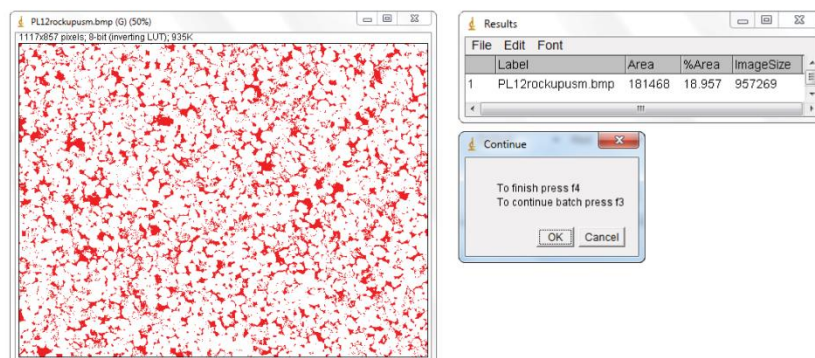 PL12rockupusm.bmp (G) (50%)
1117x857 pixels; 8-bit (inverting LUT); 935K
Results
File Edit Font
Label Area %Area ImageSize
1 PL12rockupusm.bmp 181468 18.957 957269
Continue
To finish press f4
To continue batch press f3
OK Cancel